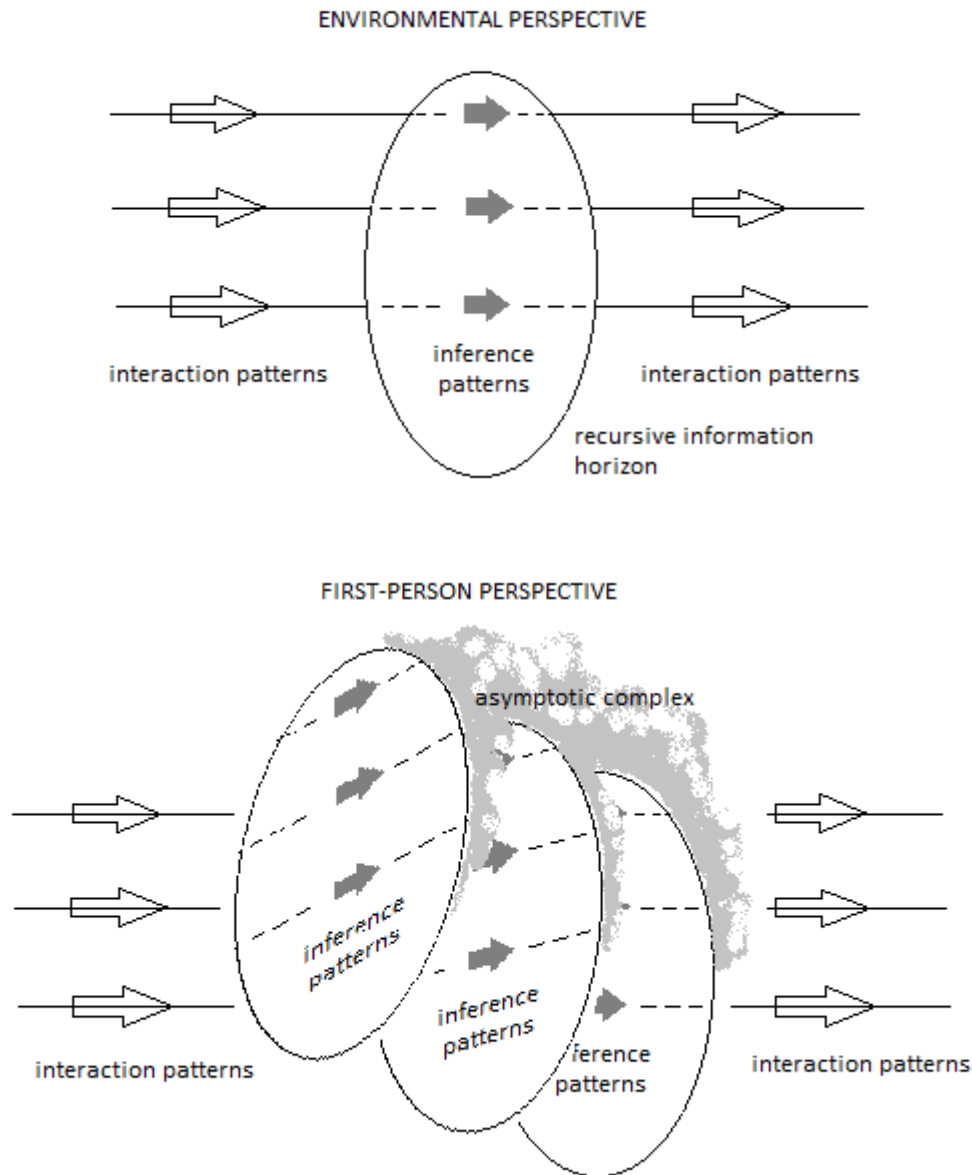 ENVIRONMENTAL PERSPECTIVE
interaction patterns
inference
patterns
interaction patterns
recursive information
horizon
FIRST-PERSON PERSPECTIVE
asymptotic complex
inference
patterns
inference
patterns
ference
patterns
interaction patterns
interaction patterns